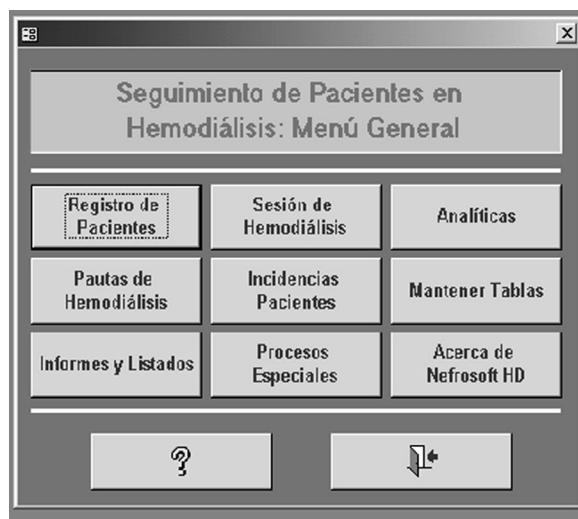 Seguimiento de Pacientes en
Hemodiálisis: Menú General
Registro de
Pacientes
Sesión de
Hemodiálisis
Analíticas
Pautas de
Hemodiálisis
Incidencias
Pacientes
Mantener Tablas
Informes y Listados
Procesos
Especiales
Acerca de
Nefrosoft HD
?